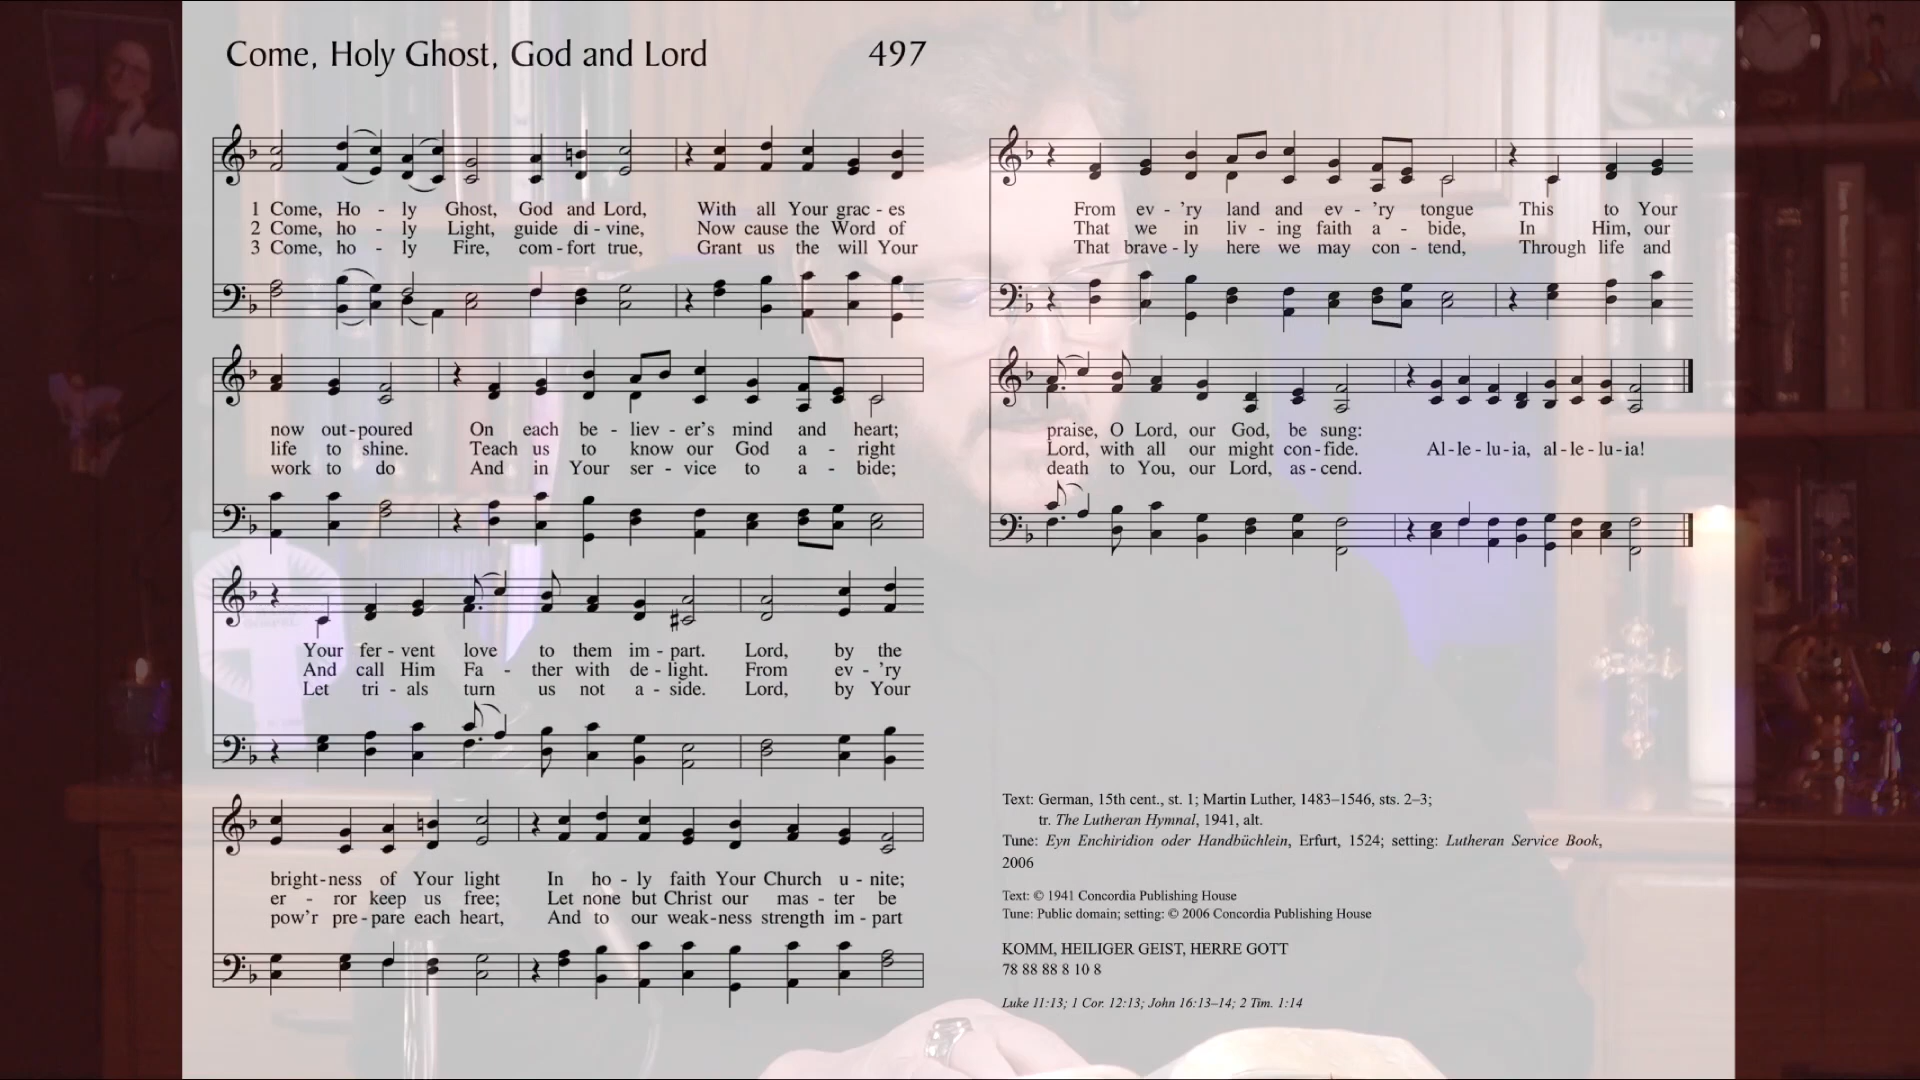 Come, Holy Ghost, God and Lord 497
1 Come, Ho - ly Ghost, God and Lord, With all Your grac - es
2 Come, ho - ly Light, guide di - vine, Now cause the Word of
3 Come, ho - ly Fire, com - fort true, Grant us the will Your
now out - poured On each be - liev - er's mind and heart;
life to shine. Teach us to know our God a - right
work to do And in Your ser - vice to a - bide;
Your fer - vent love to them im - part. Lord, by the
And call Him Fa - ther with de - light. From ev - 'ry
Let tri - als turn us not a - side. Lord, by Your
bright - ness of Your light In ho - ly faith Your Church u - nite;
er - ror keep us free; Let none but Christ our mas - ter be
pow'r pre - pare each heart, And to our weak - ness strength im - part
From ev - 'ry land and ev - 'ry tongue This to Your
That we in liv - ing faith a - bide, In Him, our
That brave - ly here we may con - tend, Through life and
praise, O Lord, our God, be sung:
Lord, with all our might con - fide. Al - le - lu - ia, al - le - lu - ia!
death to You, our Lord, as - cend.
Text: German, 15th cent., st. 1; Martin Luther, 1483–1546, sts. 2–3;
tr. The Lutheran Hymnal, 1941, alt.
Tune: Eyn Enchiridion oder Handbüchlein, Erfurt, 1524; setting: Lutheran Service Book,
2006
Text: © 1941 Concordia Publishing House
Tune: Public domain; setting: © 2006 Concordia Publishing House
KOMM, HEILIGER GEIST, HERRE GOTT
78 88 88 8 10 8
Luke 11:13; 1 Cor. 12:13; John 16:13–14; 2 Tim. 1:14